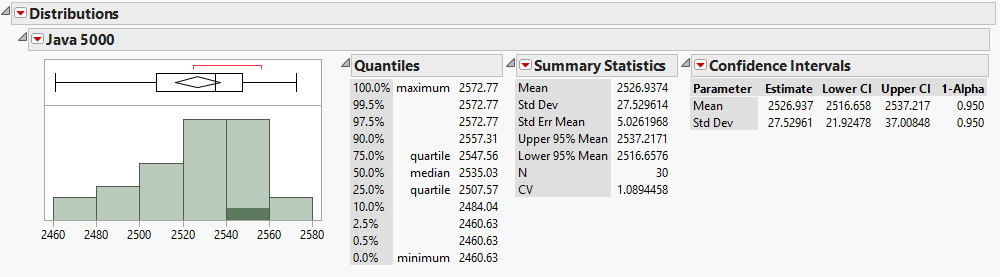 Distributions
Java 5000
2460 2480 2500 2520 2540 2560 2580
Quantiles
100.0% maximum 2572.77
99.5% 2572.77
97.5% 2572.77
90.0% 2557.31
75.0% quartile 2547.56
50.0% median 2535.03
25.0% quartile 2507.57
10.0% 2484.04
2.5% 2460.63
0.5% 2460.63
0.0% minimum 2460.63
Summary Statistics
Mean 2526.9374
Std Dev 27.529614
Std Err Mean 5.0261968
Upper 95% Mean 2537.2171
Lower 95% Mean 2516.6576
N 30
CV 1.0894458
Confidence Intervals
Parameter Estimate Lower CI Upper CI 1-Alpha
Mean 2526.937 2516.658 2537.217 0.950
Std Dev 27.52961 21.92478 37.00848 0.950